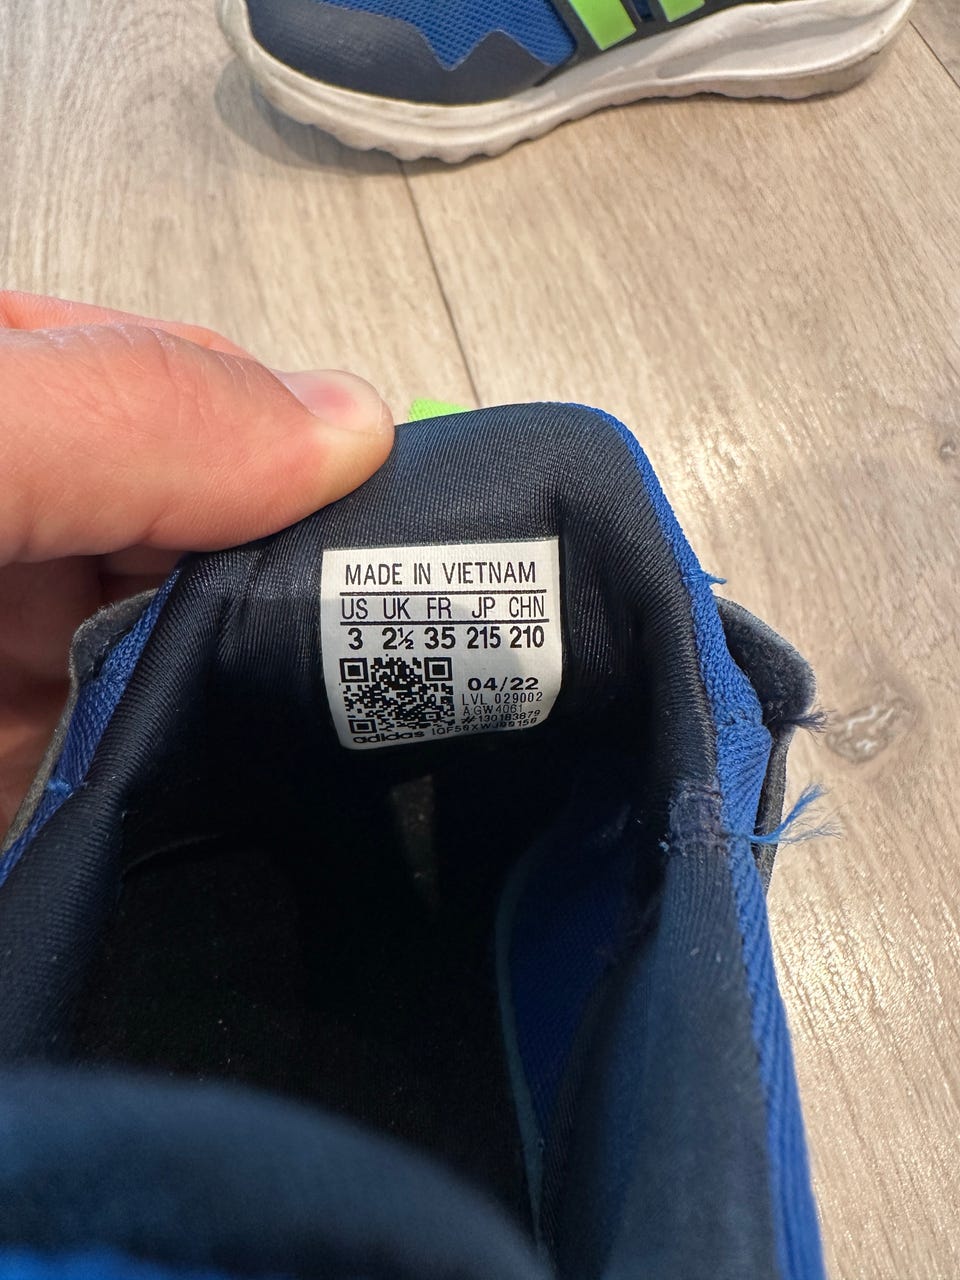 MADE IN VIETNAM
US UK FR JP CHN
3 2½ 35 215 210
04/22
LVL 029002
AGW4061
#130183879
adidas